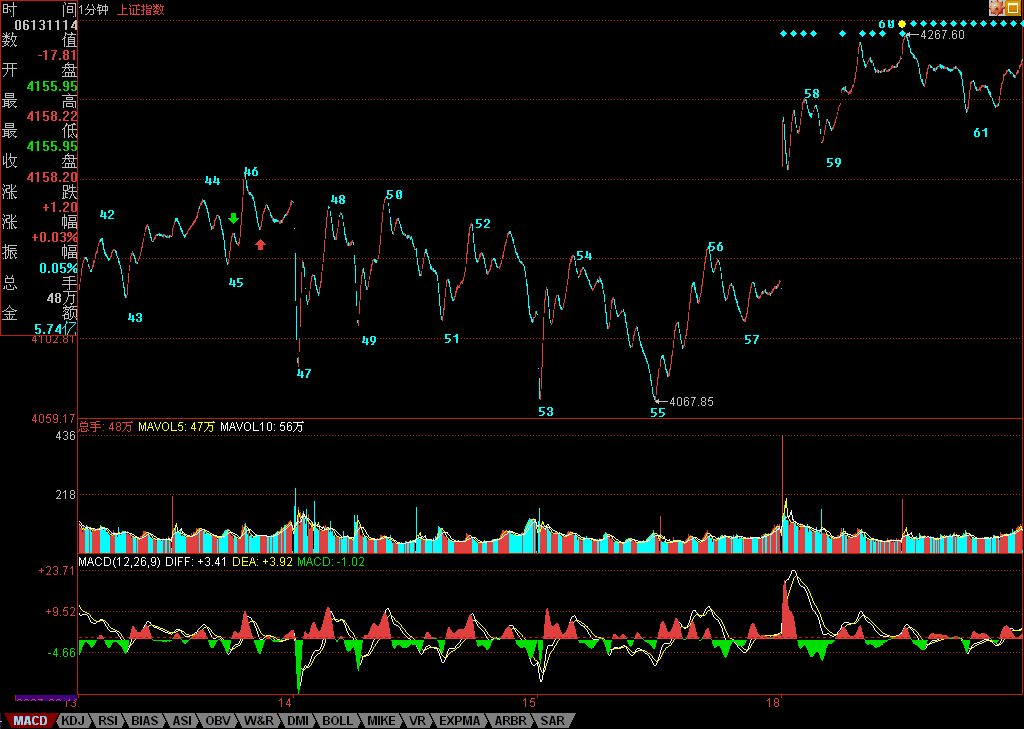 时 间
06131114
数 值
-17.81
开 盘
4155.95
最 高
4158.22
最 低
4155.95
收 盘
4158.20
涨 跌
+1.20
涨 幅
+0.03%
振 幅
0.05%
总 手
48万
金 额
5.74亿
1分钟 上证指数
60
4267.60
58
59
61
44
46
42
45
43
48
50
52
54
56
49
51
57
47
53
55
4067.85
4102.81
4059.17
总手: 48万 MAVOL5: 47万 MAVOL10: 56万
436
218
MACD(12,26,9) DIFF: +3.41 DEA: +3.92 MACD: -1.02
+23.71
+9.52
-4.66
13 14 15 18
MACD KDJ RSI BIAS ASI OBV W&R DMI BOLL MIKE VR EXPMA ARBR SAR